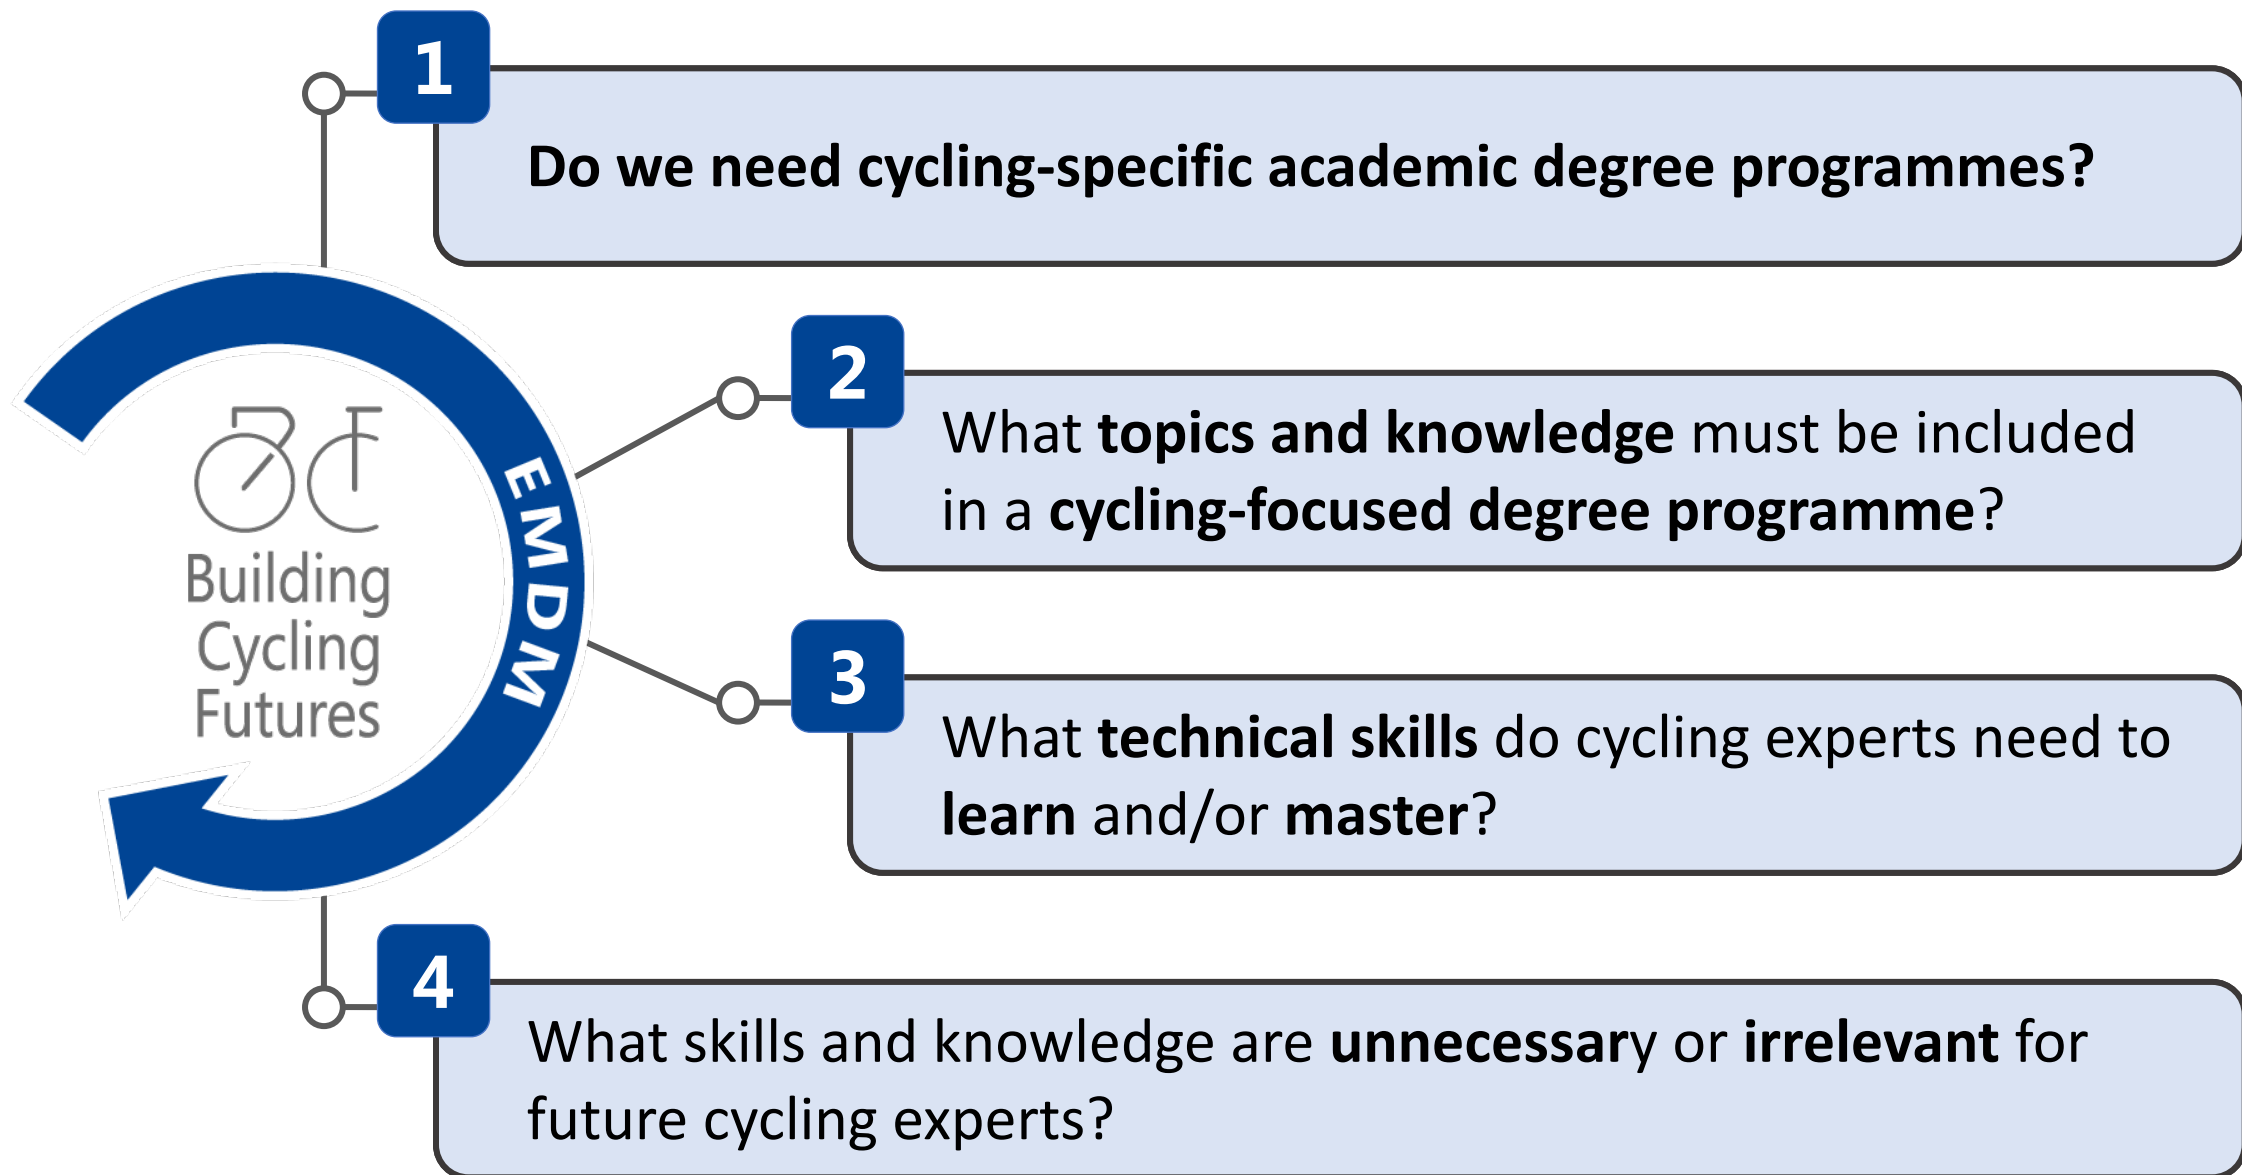 1
Do we need cycling-specific academic degree programmes?
2
What topics and knowledge must be included
in a cycling-focused degree programme?
EMDM
Building
Cycling
Futures
3
What technical skills do cycling experts need to
learn and/or master?
4
What skills and knowledge are unnecessary or irrelevant for
future cycling experts?